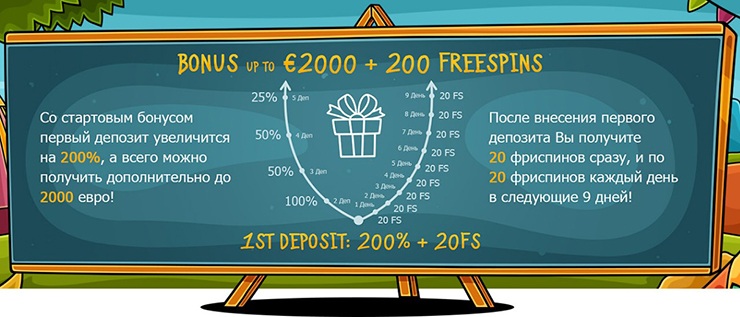 BONUS UP TO €2000 + 200 FREESPINS
Со стартовым бонусом
первый депозит увеличится
на 200%, а всего можно
получить дополнительно до
2000 евро!
25% 5 Деп
50% 4 Деп
50% 3 Деп
100% 2 Деп
9 День 20 FS
8 День 20 FS
7 День 20 FS
6 День 20 FS
5 День 20 FS
4 День 20 FS
3 День 20 FS
2 День 20 FS
1 День 20 FS
20 FS
После внесения первого
депозита Вы получите
20 фриспинов сразу, и по
20 фриспинов каждый день
в следующие 9 дней!
1ST DEPOSIT: 200% + 20FS